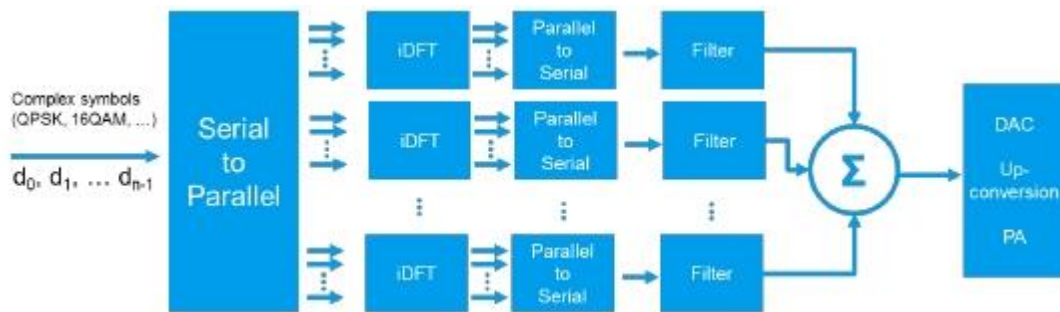 Complex symbols
(QPSK, 16QAM, ...)
d0, d1, ... dn-1
Serial
to
Parallel
iDFT
Parallel
to
Serial
Filter
iDFT
Parallel
to
Serial
Filter
iDFT
Parallel
to
Serial
Filter
Σ
DAC
Up-
conversion
PA